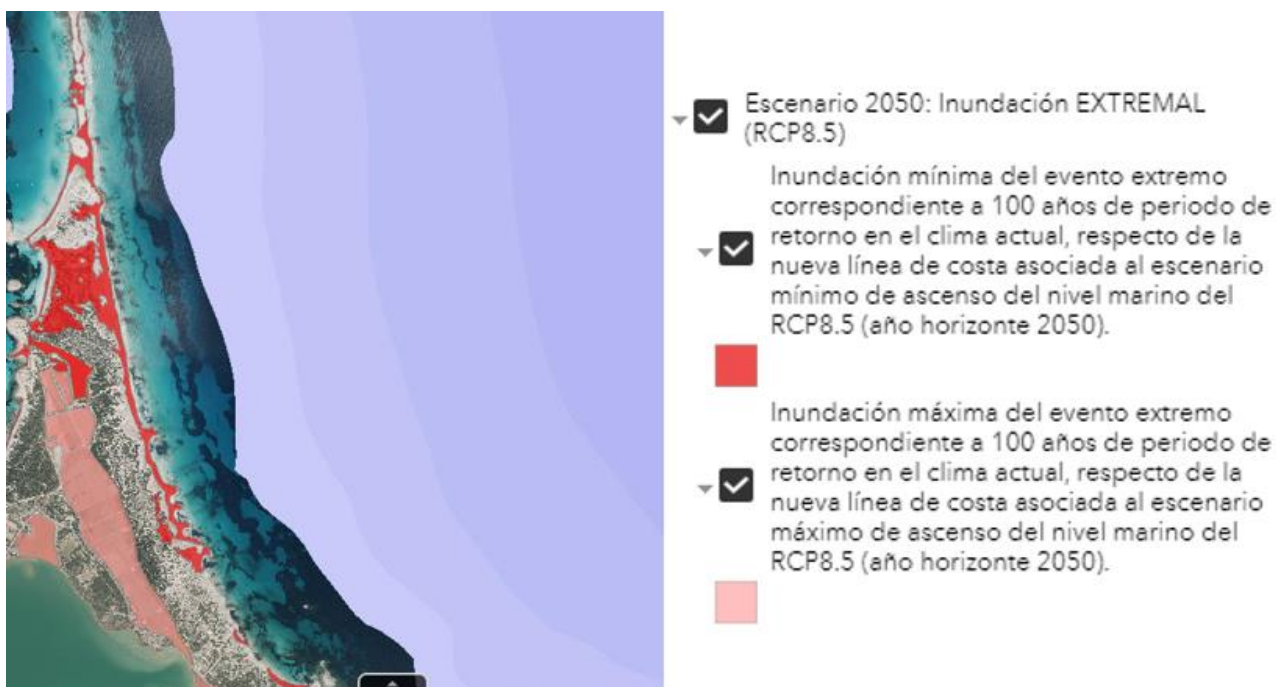 Escenario 2050: Inundación EXTREMAL
(RCP8.5)
Inundación mínima del evento extremo
correspondiente a 100 años de periodo de
retorno en el clima actual, respecto de la
nueva línea de costa asociada al escenario
mínimo de ascenso del nivel marino del
RCP8.5 (año horizonte 2050).
Inundación máxima del evento extremo
correspondiente a 100 años de periodo de
retorno en el clima actual, respecto de la
nueva línea de costa asociada al escenario
máximo de ascenso del nivel marino del
RCP8.5 (año horizonte 2050).